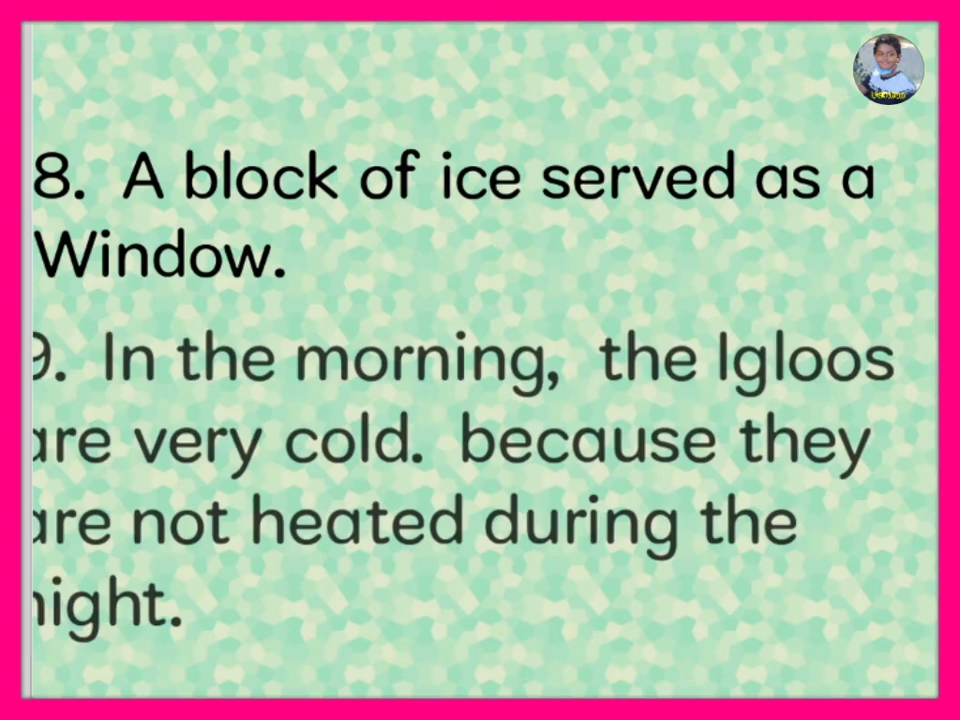 8. A block of ice served as a
Window.
9. In the morning, the Igloos
are very cold. because they
are not heated during the
night.